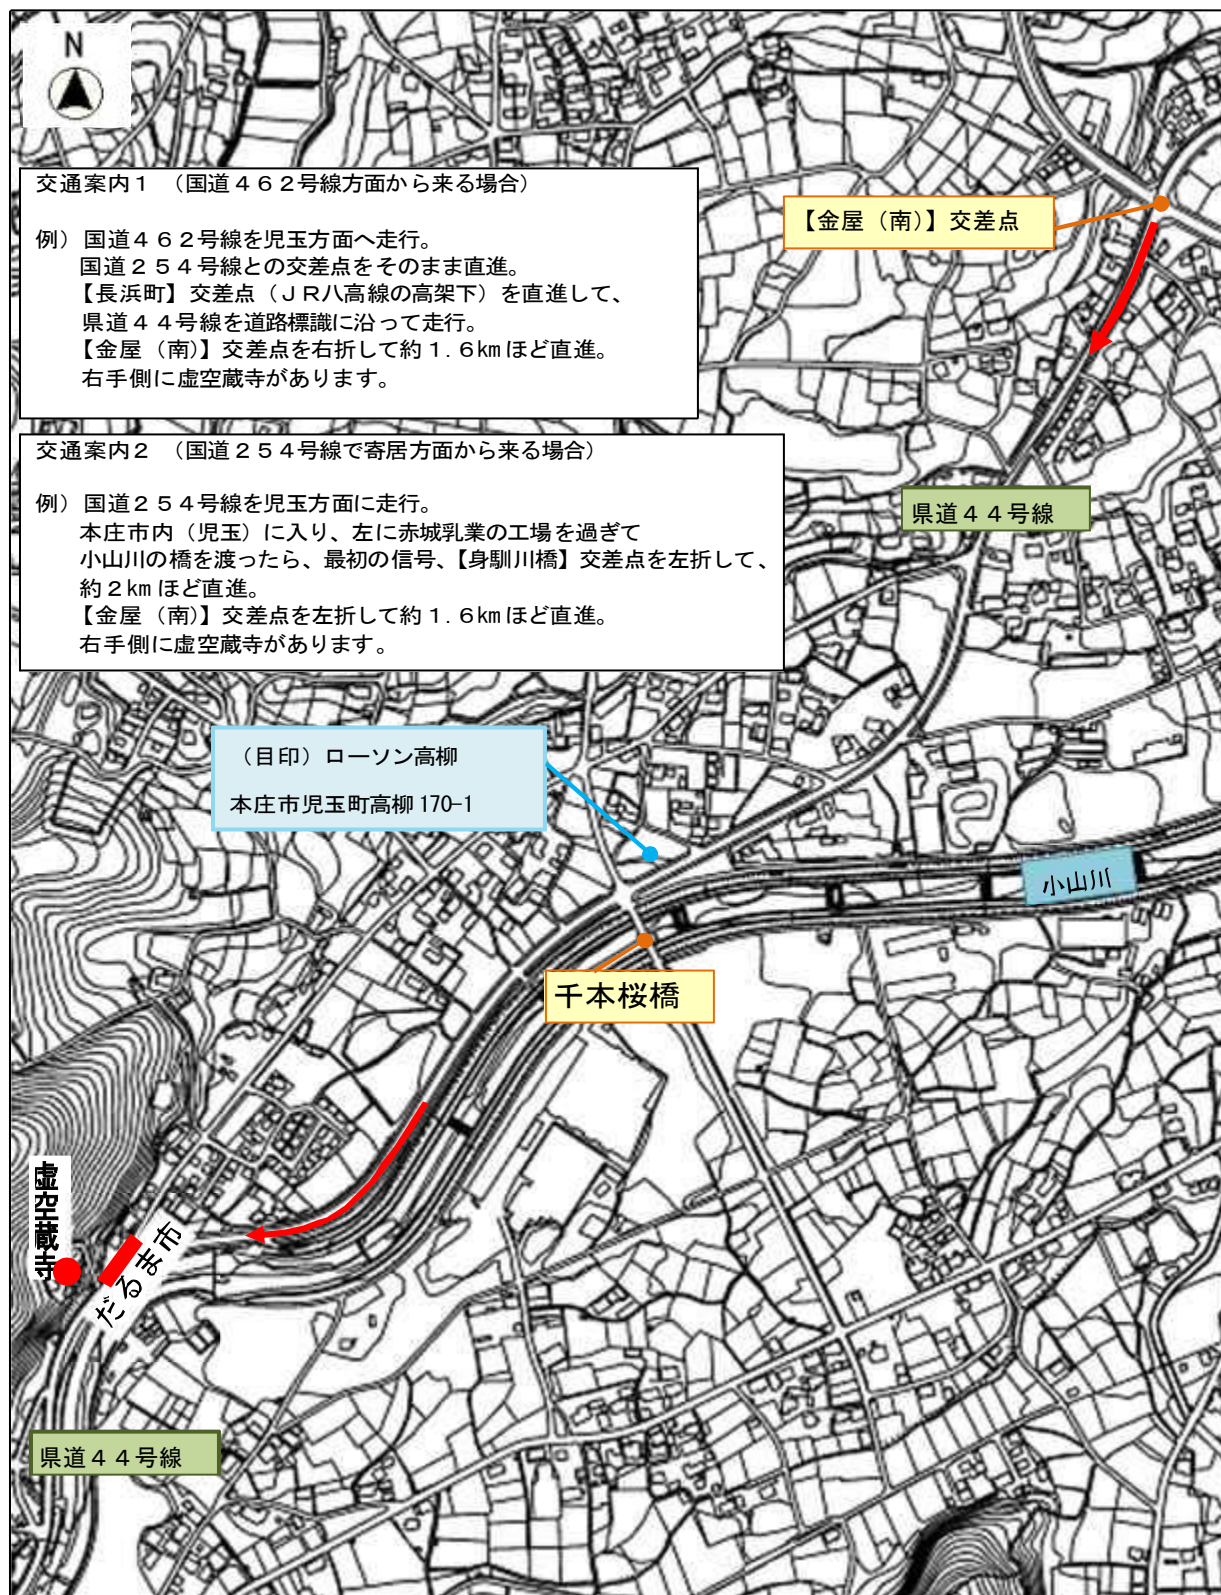 N
交通案内１ （国道４６２号線方面から来る場合）
例）国道４６２号線を児玉方面へ走行。
国道２５４号線との交差点をそのまま直進。
【長浜町】交差点（ＪＲ八高線の高架下）を直進して、
県道４４号線を道路標識に沿って走行。
【金屋（南）】交差点を右折して約１.６kmほど直進。
右手側に虚空蔵寺があります。
【金屋（南）】交差点
交通案内２ （国道２５４号線で寄居方面から来る場合）
例）国道２５４号線を児玉方面に走行。
本庄市内（児玉）に入り、左に赤城乳業の工場を過ぎて
小山川の橋を渡ったら、最初の信号、【身馴川橋】交差点を左折して、
約２kmほど直進。
【金屋（南）】交差点を左折して約１.６kmほど直進。
右手側に虚空蔵寺があります。
県道４４号線
（目印）ローソン高柳
本庄市児玉町高柳 170-1
小山川
千本桜橋
虚空蔵寺
だるま市
県道４４号線